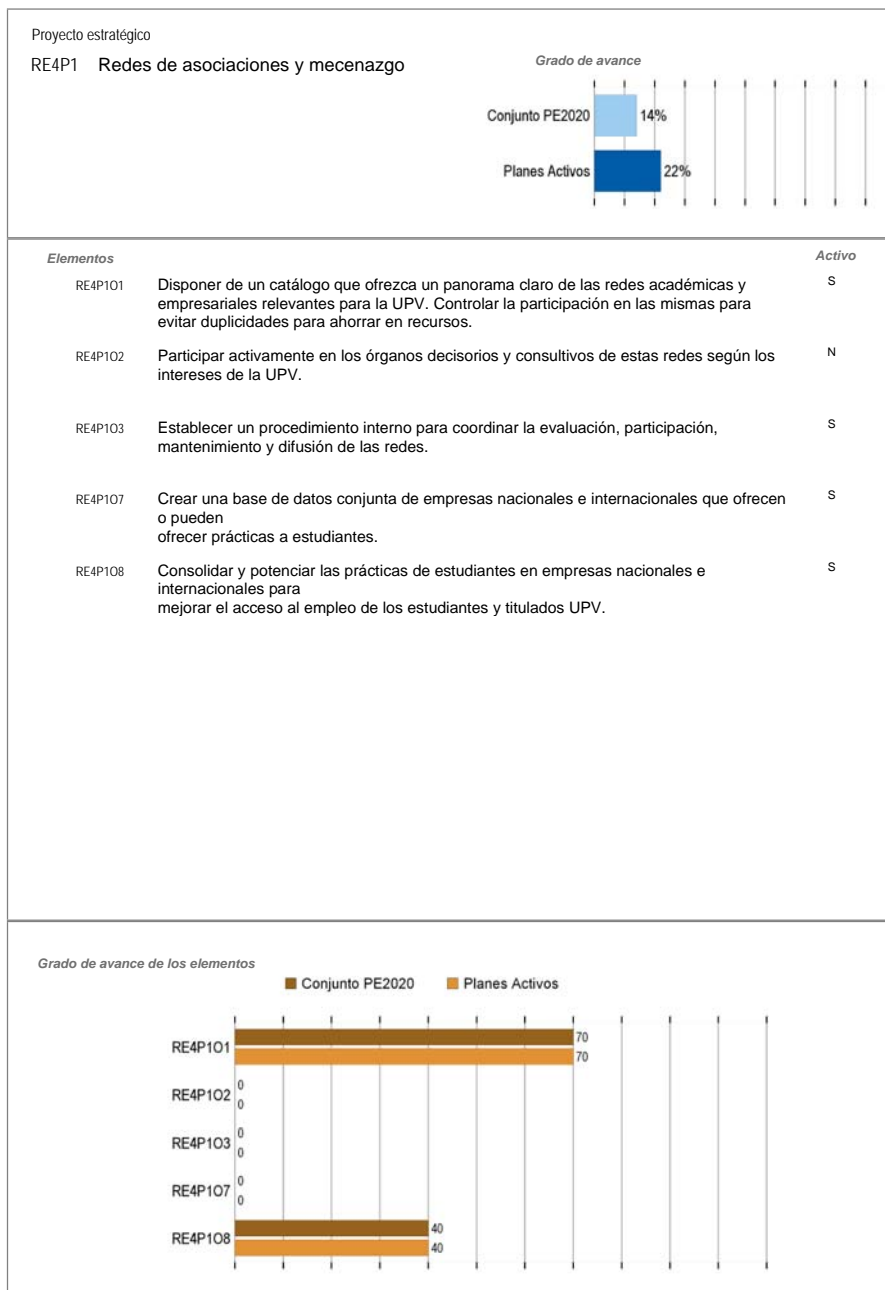 Proyecto estratégico
RE4P1 Redes de asociaciones y mecenazgo
Grado de avance
Conjunto PE2020 14%
Planes Activos 22%
Elementos Activo
RE4P1O1 Disponer de un catálogo que ofrezca un panorama claro de las redes académicas y S
empresariales relevantes para la UPV. Controlar la participación en las mismas para
evitar duplicidades para ahorrar en recursos.
RE4P1O2 Participar activamente en los órganos decisorios y consultivos de estas redes según los N
intereses de la UPV.
RE4P1O3 Establecer un procedimiento interno para coordinar la evaluación, participación, S
mantenimiento y difusión de las redes.
RE4P1O7 Crear una base de datos conjunta de empresas nacionales e internacionales que ofrecen S
o pueden
ofrecer prácticas a estudiantes.
RE4P1O8 Consolidar y potenciar las prácticas de estudiantes en empresas nacionales e S
internacionales para
mejorar el acceso al empleo de los estudiantes y titulados UPV.
Grado de avance de los elementos
Conjunto PE2020 Planes Activos
RE4P1O1 70
70
RE4P1O2 0
0
RE4P1O3 0
0
RE4P1O7 0
0
RE4P1O8 40
40